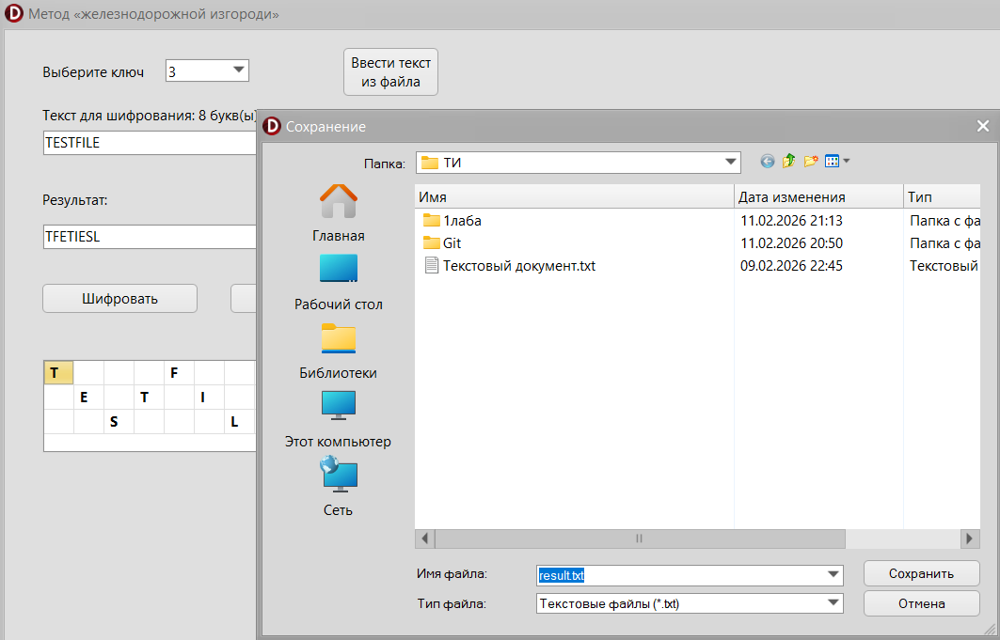 Метод «железнодорожной изгороди»
Выберите ключ
3
Ввести текст
из файла
Текст для шифрования: 8 букв(ы)
TESTFILE
Результат:
TFETIESL
Шифровать
T F
E T I
S L
Сохранение
Папка:
ТИ
Главная
Рабочий стол
Библиотеки
Этот компьютер
Сеть
Имя Дата изменения Тип
1лаба 11.02.2026 21:13 Папка с фа
Git 11.02.2026 20:50 Папка с фа
Текстовый документ.txt 09.02.2026 22:45 Текстовый
Имя файла:
result.txt
Сохранить
Тип файла:
Текстовые файлы (*.txt)
Отмена